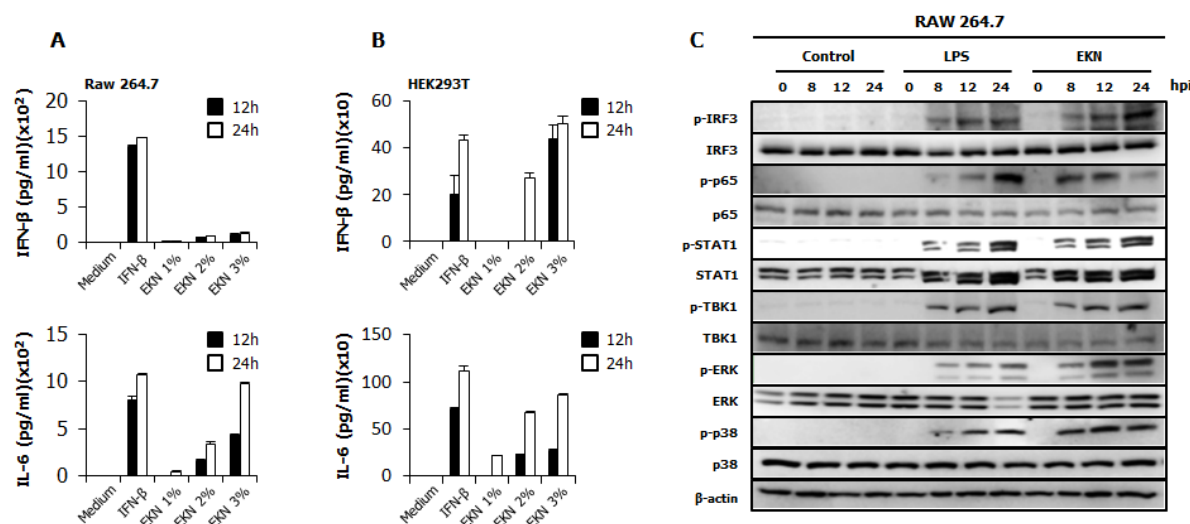 A
Raw 264.7
IFN-β (pg/ml)(x10²)
20
15
10
5
0
12h
24h
Medium
IFN-β
EKN 1%
EKN 2%
EKN 3%
IL-6 (pg/ml)(x10²)
15
10
5
0
12h
24h
Medium
IFN-β
EKN 1%
EKN 2%
EKN 3%
B
HEK293T
IFN-β (pg/ml)(x10)
60
40
20
0
12h
24h
Medium
IFN-β
EKN 1%
EKN 2%
EKN 3%
IL-6 (pg/ml)(x10)
150
100
50
0
12h
24h
Medium
IFN-β
EKN 1%
EKN 2%
EKN 3%
C
RAW 264.7
Control LPS EKN
0 8 12 24 0 8 12 24 0 8 12 24 hpi
p-IRF3
IRF3
p-p65
p65
p-STAT1
STAT1
p-TBK1
TBK1
p-ERK
ERK
p-p38
p38
β-actin